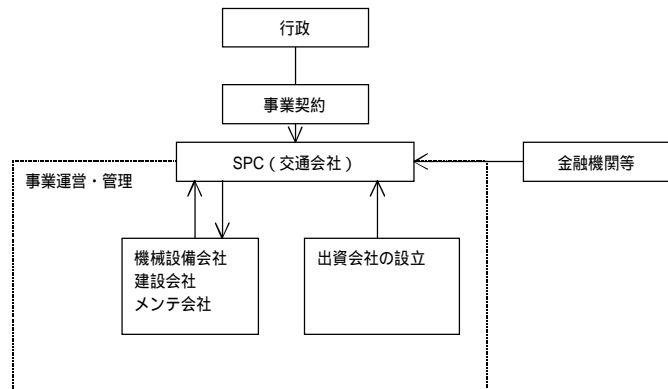 行政
事業契約
SPC（交通会社）
金融機関等
事業運営・管理
機械設備会社
建設会社
メンテ会社
出資会社の設立